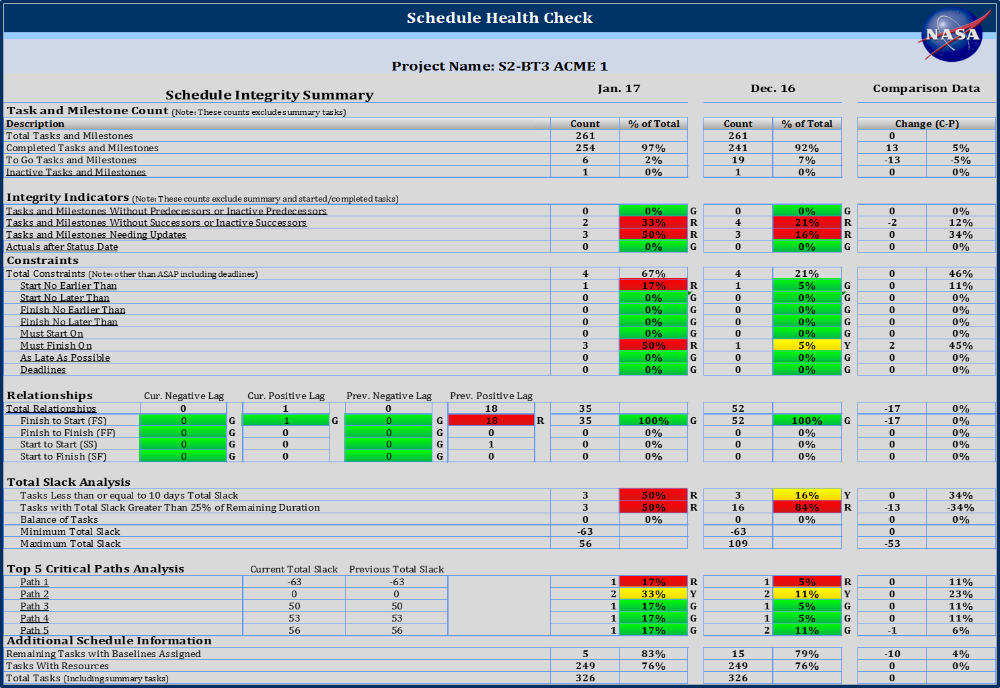 Schedule Health Check
NASA
Project Name: S2-BT3 ACME 1
Schedule Integrity Summary Jan. 17 Dec. 16 Comparison Data
Task and Milestone Count (Note: These counts exclude summary tasks)
Description Count % of Total Count % of Total Change (C-P)
Total Tasks and Milestones 261 261 0
Completed Tasks and Milestones 254 97% 241 92% 13 5%
To Go Tasks and Milestones 6 2% 19 7% -13 -5%
Inactive Tasks and Milestones 1 0% 1 0% 0 0%
Integrity Indicators (Note: These counts exclude summary and started/completed tasks)
Tasks and Milestones Without Predecessors or Inactive Predecessors 0 0% G 0 0% G 0 0%
Tasks and Milestones Without Successors or Inactive Successors 2 33% R 4 21% R -2 12%
Tasks and Milestones Needing Updates 3 50% R 3 16% R 0 34%
Actuals after Status Date 0 0% G 0 0% G 0 0%
Constraints
Total Constraints (Note: other than ASAP including deadlines) 4 67% 4 21% 0 46%
Start No Earlier Than 1 17% R 1 5% G 0 11%
Start No Later Than 0 0% G 0 0% G 0 0%
Finish No Earlier Than 0 0% G 0 0% G 0 0%
Finish No Later Than 0 0% G 0 0% G 0 0%
Must Start On 0 0% G 0 0% G 0 0%
Must Finish On 3 50% R 1 5% Y 2 45%
As Late As Possible 0 0% G 0 0% G 0 0%
Deadlines 0 0% G 0 0% G 0 0%
Relationships Cur. Negative Lag Cur. Positive Lag Prev. Negative Lag Prev. Positive Lag
Total Relationships 0 1 0 18 35 52 -17 0%
Finish to Start (FS) 0 G 1 G 0 G 18 R 35 100% G 52 100% G -17 0%
Finish to Finish (FF) 0 G 0 0 G 0 0 0% 0 0% 0 0%
Start to Start (SS) 0 G 0 0 G 1 0 0% 0 0% 0 0%
Start to Finish (SF) 0 G 0 0 G 0 0 0% 0 0% 0 0%
Total Slack Analysis
Tasks Less than or equal to 10 days Total Slack 3 50% R 3 16% Y 0 34%
Tasks with Total Slack Greater Than 25% of Remaining Duration 3 50% R 16 84% R -13 -34%
Balance of Tasks 0 0% 0 0% 0 0%
Minimum Total Slack -63 -63 0
Maximum Total Slack 56 109 -53
Top 5 Critical Paths Analysis Current Total Slack Previous Total Slack
Path 1 -63 -63 1 17% R 1 5% R 0 11%
Path 2 0 0 2 33% Y 2 11% Y 0 23%
Path 3 50 50 1 17% G 1 5% G 0 11%
Path 4 53 53 1 17% G 1 5% G 0 11%
Path 5 56 56 1 17% G 2 11% G -1 6%
Additional Schedule Information
Remaining Tasks with Baselines Assigned 5 83% 15 79% -10 4%
Tasks With Resources 249 76% 249 76% 0 0%
Total Tasks (Including summary tasks) 326 326 0